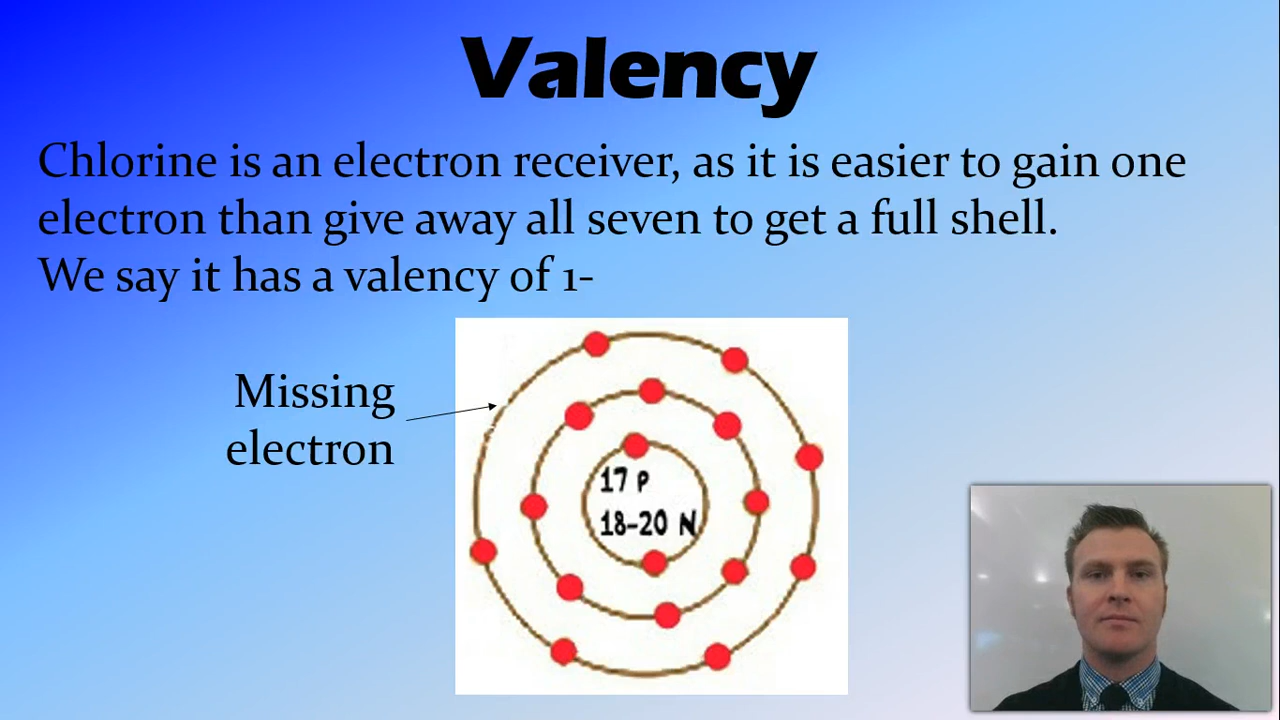 Valency
Chlorine is an electron receiver, as it is easier to gain one
electron than give away all seven to get a full shell.
We say it has a valency of 1-
Missing
electron
17 P
18-20 N